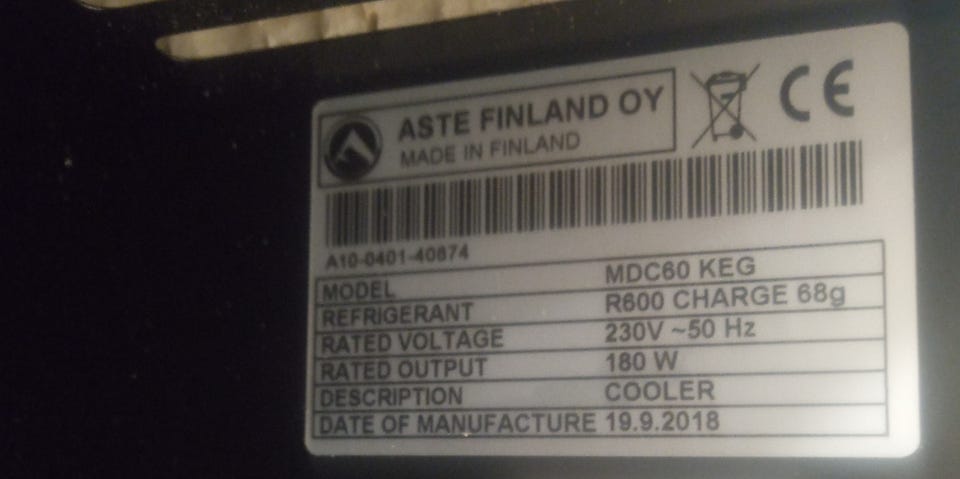 ASTE FINLAND OY
MADE IN FINLAND
CE
A10-0401-40874
MODEL MDC60 KEG
REFRIGERANT R600 CHARGE 68g
RATED VOLTAGE 230V ~50 Hz
RATED OUTPUT 180 W
DESCRIPTION COOLER
DATE OF MANUFACTURE 19.9.2018